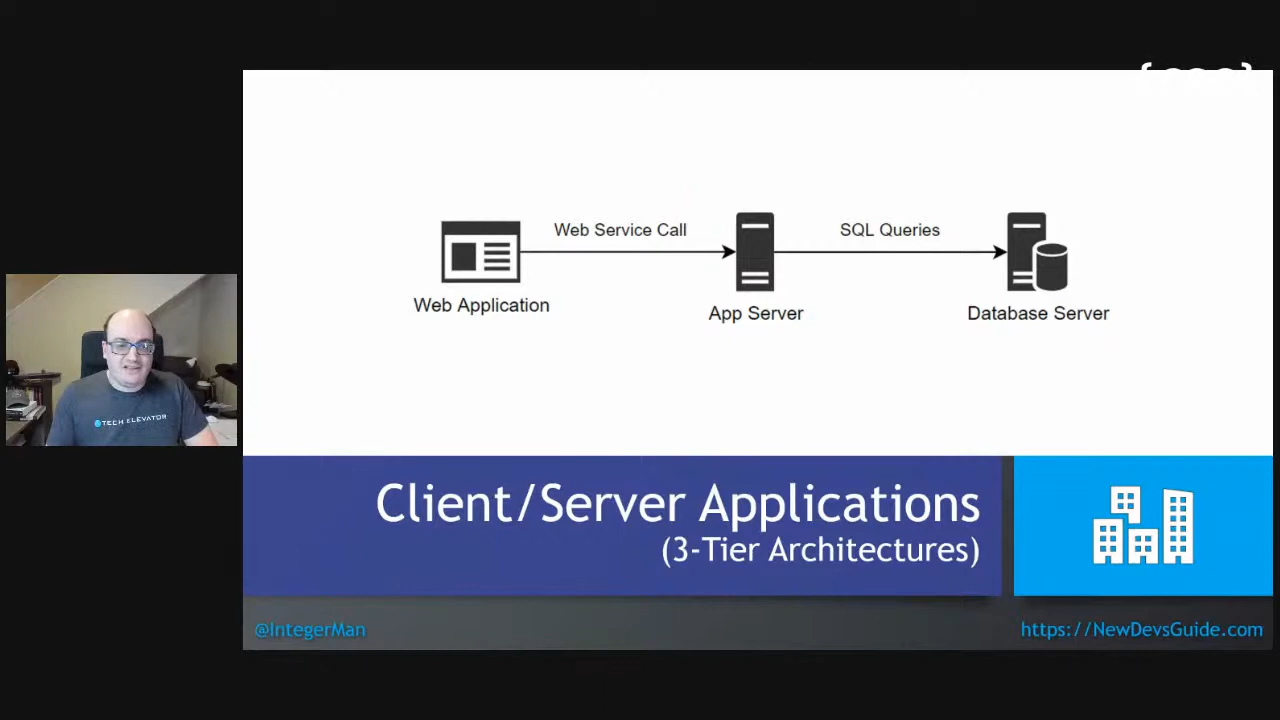 Web Service Call
SQL Queries
Web Application
App Server
Database Server
TECH ELEVATOR
Client/Server Applications
(3-Tier Architectures)
@IntegerMan
https://NewDevsGuide.com